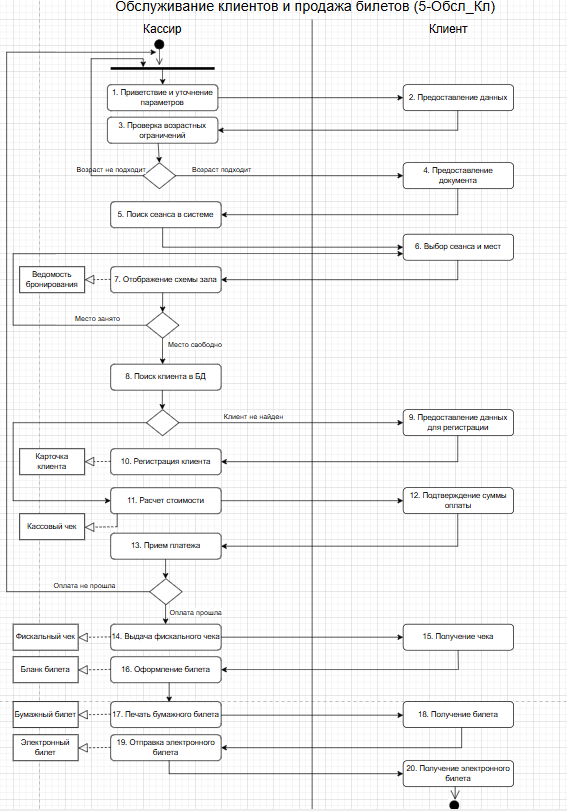 Обслуживание клиентов и продажа билетов (5-Обсл_Кл)
Кассир
Клиент
1. Приветствие и уточнение
параметров
2. Предоставление данных
3. Проверка возрастных
ограничений
Возраст не подходит
Возраст подходит
4. Предоставление
документа
5. Поиск сеанса в системе
6. Выбор сеанса и мест
Ведомость
бронирования
7. Отображение схемы зала
Место занято
Место свободно
8. Поиск клиента в БД
Клиент не найден
9. Предоставление данных
для регистрации
Карточка
клиента
10. Регистрация клиента
11. Расчет стоимости
12. Подтверждение суммы
оплаты
Кассовый чек
13. Прием платежа
Оплата не прошла
Оплата прошла
Фискальный чек
14. Выдача фискального чека
15. Получение чека
Бланк билета
16. Оформление билета
Бумажный билет
17. Печать бумажного билета
18. Получение билета
Электронный
билет
19. Отправка электронного
билета
20. Получение электронного
билета